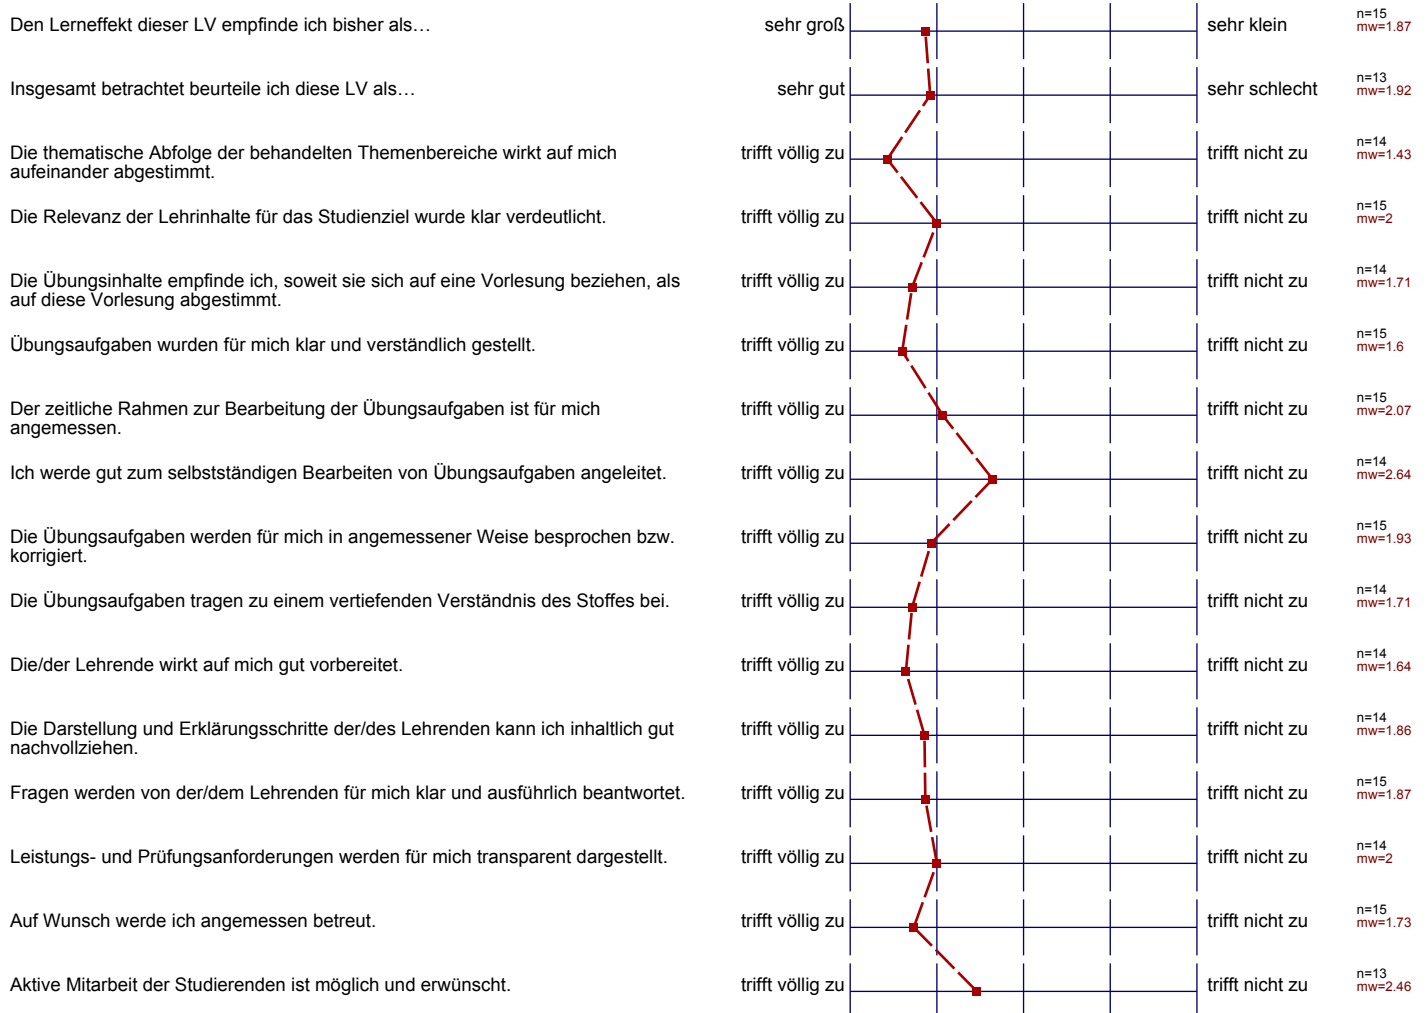 Den Lerneffekt dieser LV empfinde ich bisher als… sehr groß sehr klein n=15
mw=1.87
Insgesamt betrachtet beurteile ich diese LV als… sehr gut sehr schlecht n=13
mw=1.92
Die thematische Abfolge der behandelten Themenbereiche wirkt auf mich trifft völlig zu trifft nicht zu n=14
aufeinander abgestimmt. mw=1.43
Die Relevanz der Lehrinhalte für das Studienziel wurde klar verdeutlicht. trifft völlig zu trifft nicht zu n=15
mw=2
Die Übungsinhalte empfinde ich, soweit sie sich auf eine Vorlesung beziehen, als trifft völlig zu trifft nicht zu n=14
auf diese Vorlesung abgestimmt. mw=1.71
Übungsaufgaben wurden für mich klar und verständlich gestellt. trifft völlig zu trifft nicht zu n=15
mw=1.6
Der zeitliche Rahmen zur Bearbeitung der Übungsaufgaben ist für mich trifft völlig zu trifft nicht zu n=15
angemessen. mw=2.07
Ich werde gut zum selbstständigen Bearbeiten von Übungsaufgaben angeleitet. trifft völlig zu trifft nicht zu n=14
mw=2.64
Die Übungsaufgaben werden für mich in angemessener Weise besprochen bzw. trifft völlig zu trifft nicht zu n=15
korrigiert. mw=1.93
Die Übungsaufgaben tragen zu einem vertiefenden Verständnis des Stoffes bei. trifft völlig zu trifft nicht zu n=14
mw=1.71
Die/der Lehrende wirkt auf mich gut vorbereitet. trifft völlig zu trifft nicht zu n=14
mw=1.64
Die Darstellung und Erklärungsschritte der/des Lehrenden kann ich inhaltlich gut trifft völlig zu trifft nicht zu n=14
nachvollziehen. mw=1.86
Fragen werden von der/dem Lehrenden für mich klar und ausführlich beantwortet. trifft völlig zu trifft nicht zu n=15
mw=1.87
Leistungs- und Prüfungsanforderungen werden für mich transparent dargestellt. trifft völlig zu trifft nicht zu n=14
mw=2
Auf Wunsch werde ich angemessen betreut. trifft völlig zu trifft nicht zu n=15
mw=1.73
Aktive Mitarbeit der Studierenden ist möglich und erwünscht. trifft völlig zu trifft nicht zu n=13
mw=2.46